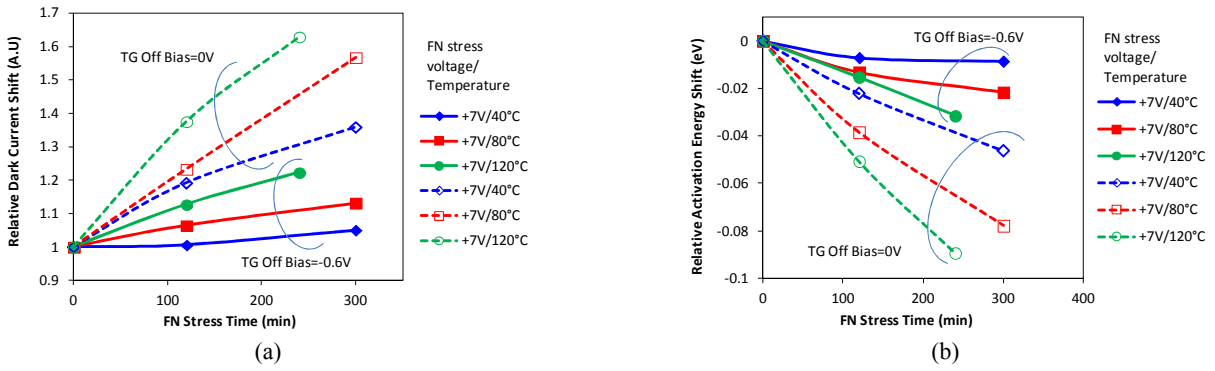 1.7
1.6
1.5
1.4
1.3
1.2
1.1
1
0.9
Relative Dark Current Shift (A.U)
TG Off Bias=0V
TG Off Bias=-0.6V
0 100 200 300
FN Stress Time (min)
FN stress
voltage/
Temperature
+7V/40°C
+7V/80°C
+7V/120°C
+7V/40°C
+7V/80°C
+7V/120°C
(a)
0
-0.02
-0.04
-0.06
-0.08
-0.1
Relative Activation Energy Shift (eV)
TG Off Bias=-0.6V
TG Off Bias=0V
0 100 200 300 400
FN Stress Time (min)
FN stress
voltage/
Temperature
+7V/40°C
+7V/80°C
+7V/120°C
+7V/40°C
+7V/80°C
+7V/120°C
(b)